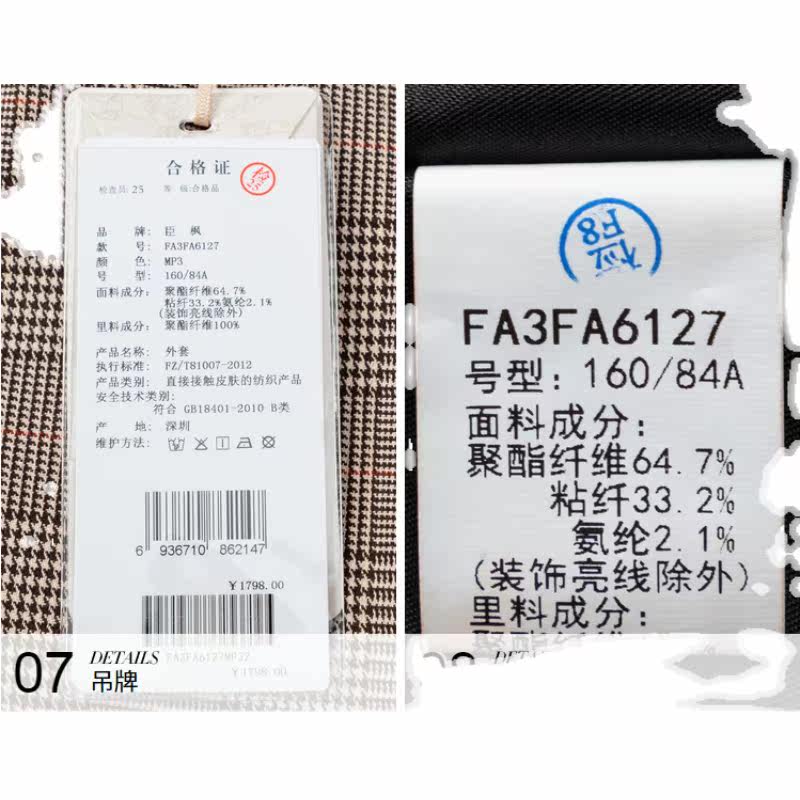 合格证
检
检查员:25 等 级:合格品
品 牌: 臣 枫
款 号: FA3FA6127
颜 色: MP3
号 型: 160/84A
面料成分: 聚酯纤维64.7%
粘纤33.2%氨纶2.1%
(装饰亮线除外)
里料成分: 聚酯纤维100%
产品名称: 外套
执行标准: FZ/T81007-2012
产品类别: 直接接触皮肤的纺织产品
安全技术类别:
符合 GB18401-2010 B类
产 地: 深圳
维护方法:
6 936710 862147
¥1798.00
FA3FA6127MP32
¥1798.00
07 DETAILS
吊牌
检
F8
FA3FA6127
号型: 160/84A
面料成分:
聚酯纤维64.7%
粘纤33.2%
氨纶2.1%
(装饰亮线除外)
里料成分: